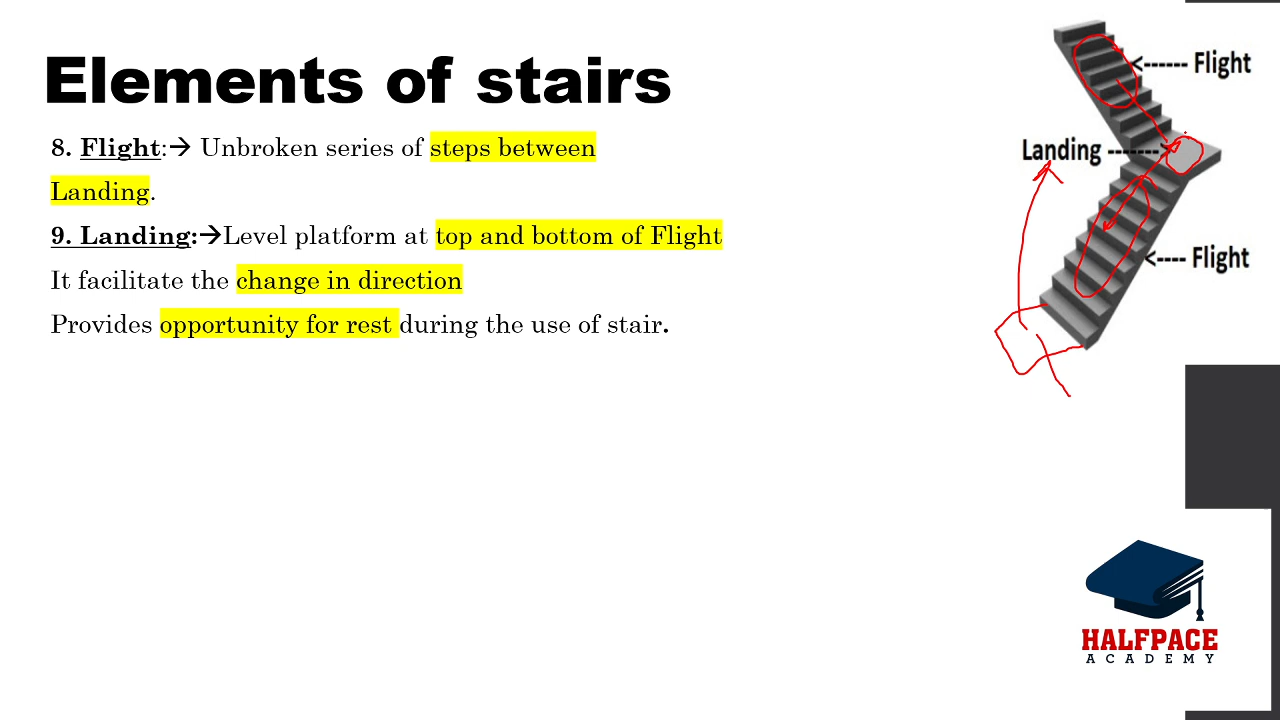 Elements of stairs
8. Flight:→ Unbroken series of steps between
Landing.
9. Landing:→Level platform at top and bottom of Flight
It facilitate the change in direction
Provides opportunity for rest during the use of stair.
<------ Flight
Landing ------->
<---- Flight
HALFPACE
ACADEMY